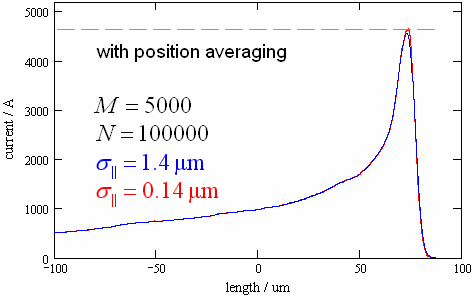 5000
4000
3000
2000
1000
0
current / A
with position averaging
M = 5000
N = 100000
σ∥ = 1.4 μm
σ∥ = 0.14 μm
−100 −50 0 50 100
length / um